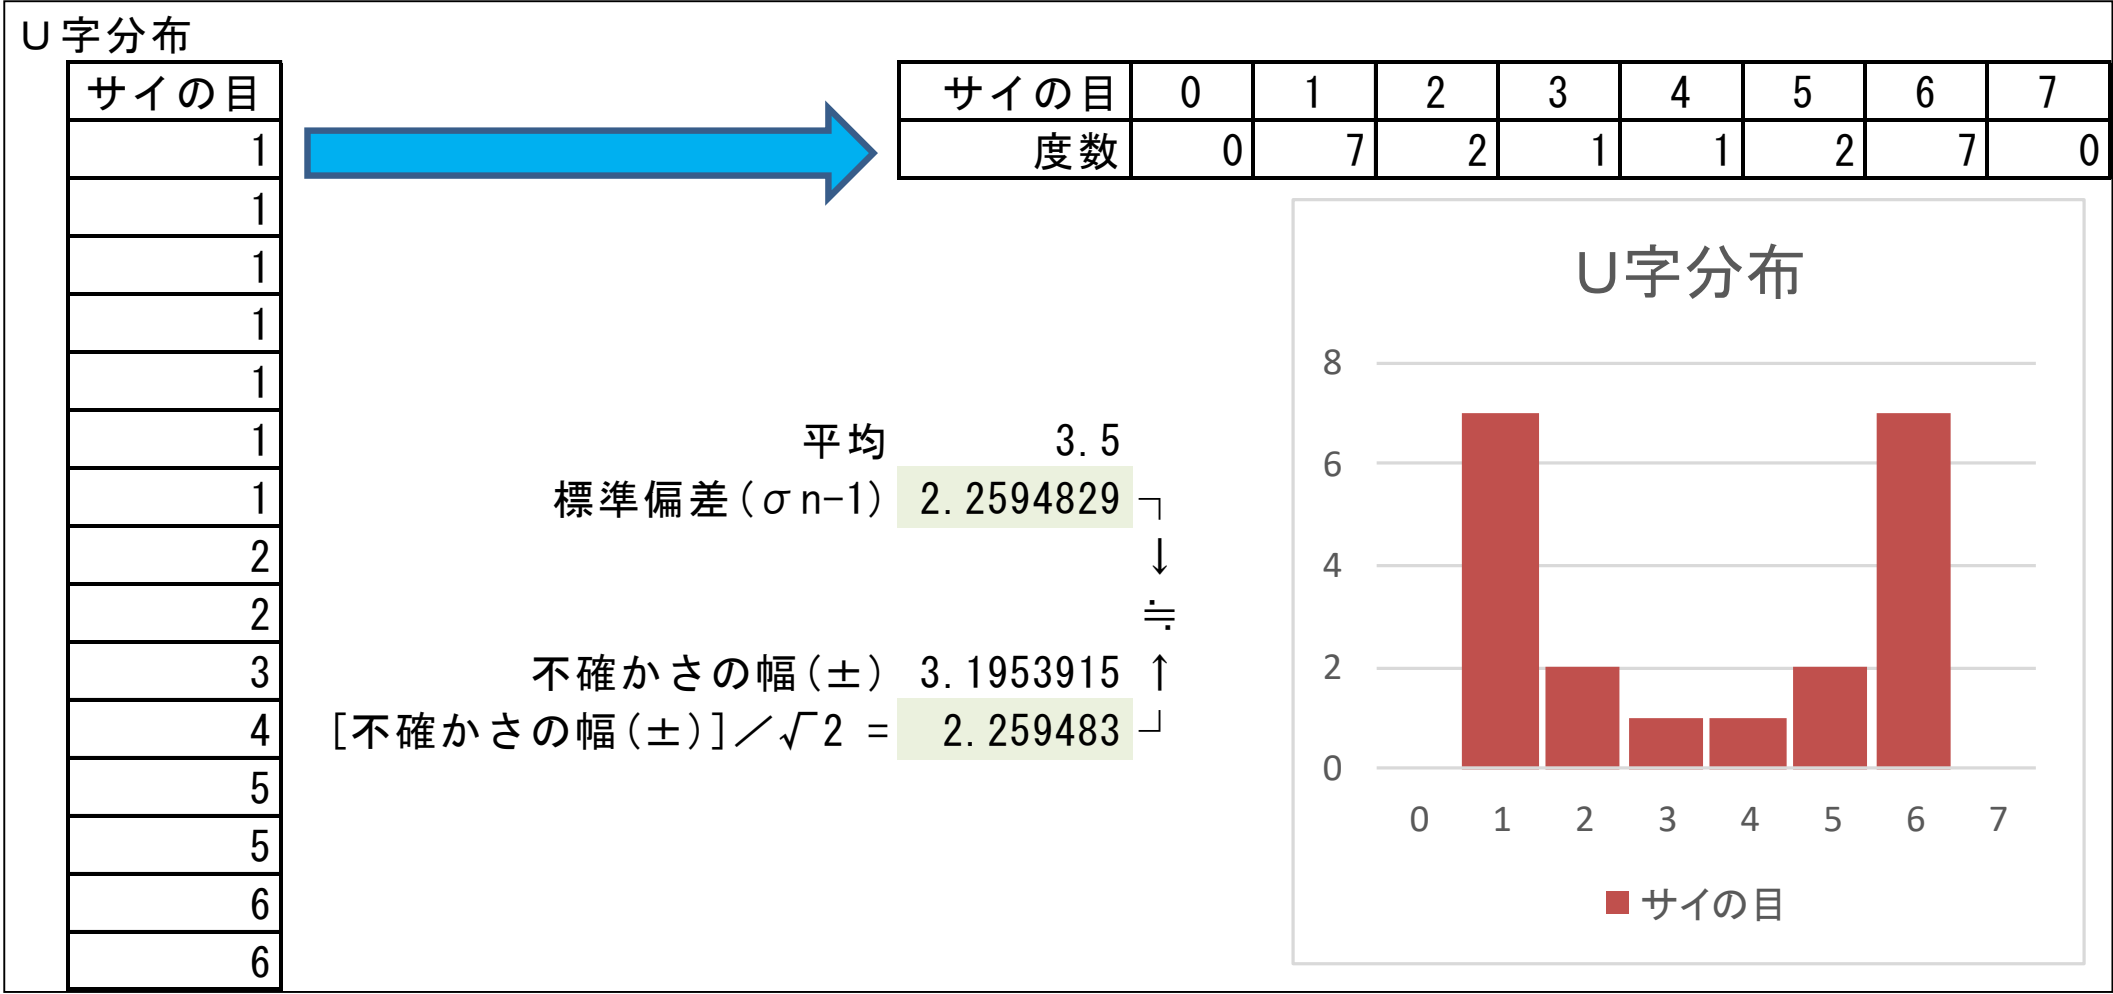 U字分布
サイの目
1
1
1
1
1
1
1
2
2
3
4
5
5
6
6
サイの目 0 1 2 3 4 5 6 7
度数 0 7 2 1 1 2 7 0
平均 3.5
標準偏差(σn-1) 2.2594829 ┐
↓
≒
不確かさの幅(±) 3.1953915 ↑
[不確かさの幅(±)]／√2 = 2.259483 ┘
U字分布
8
6
4
2
0
0 1 2 3 4 5 6 7
サイの目